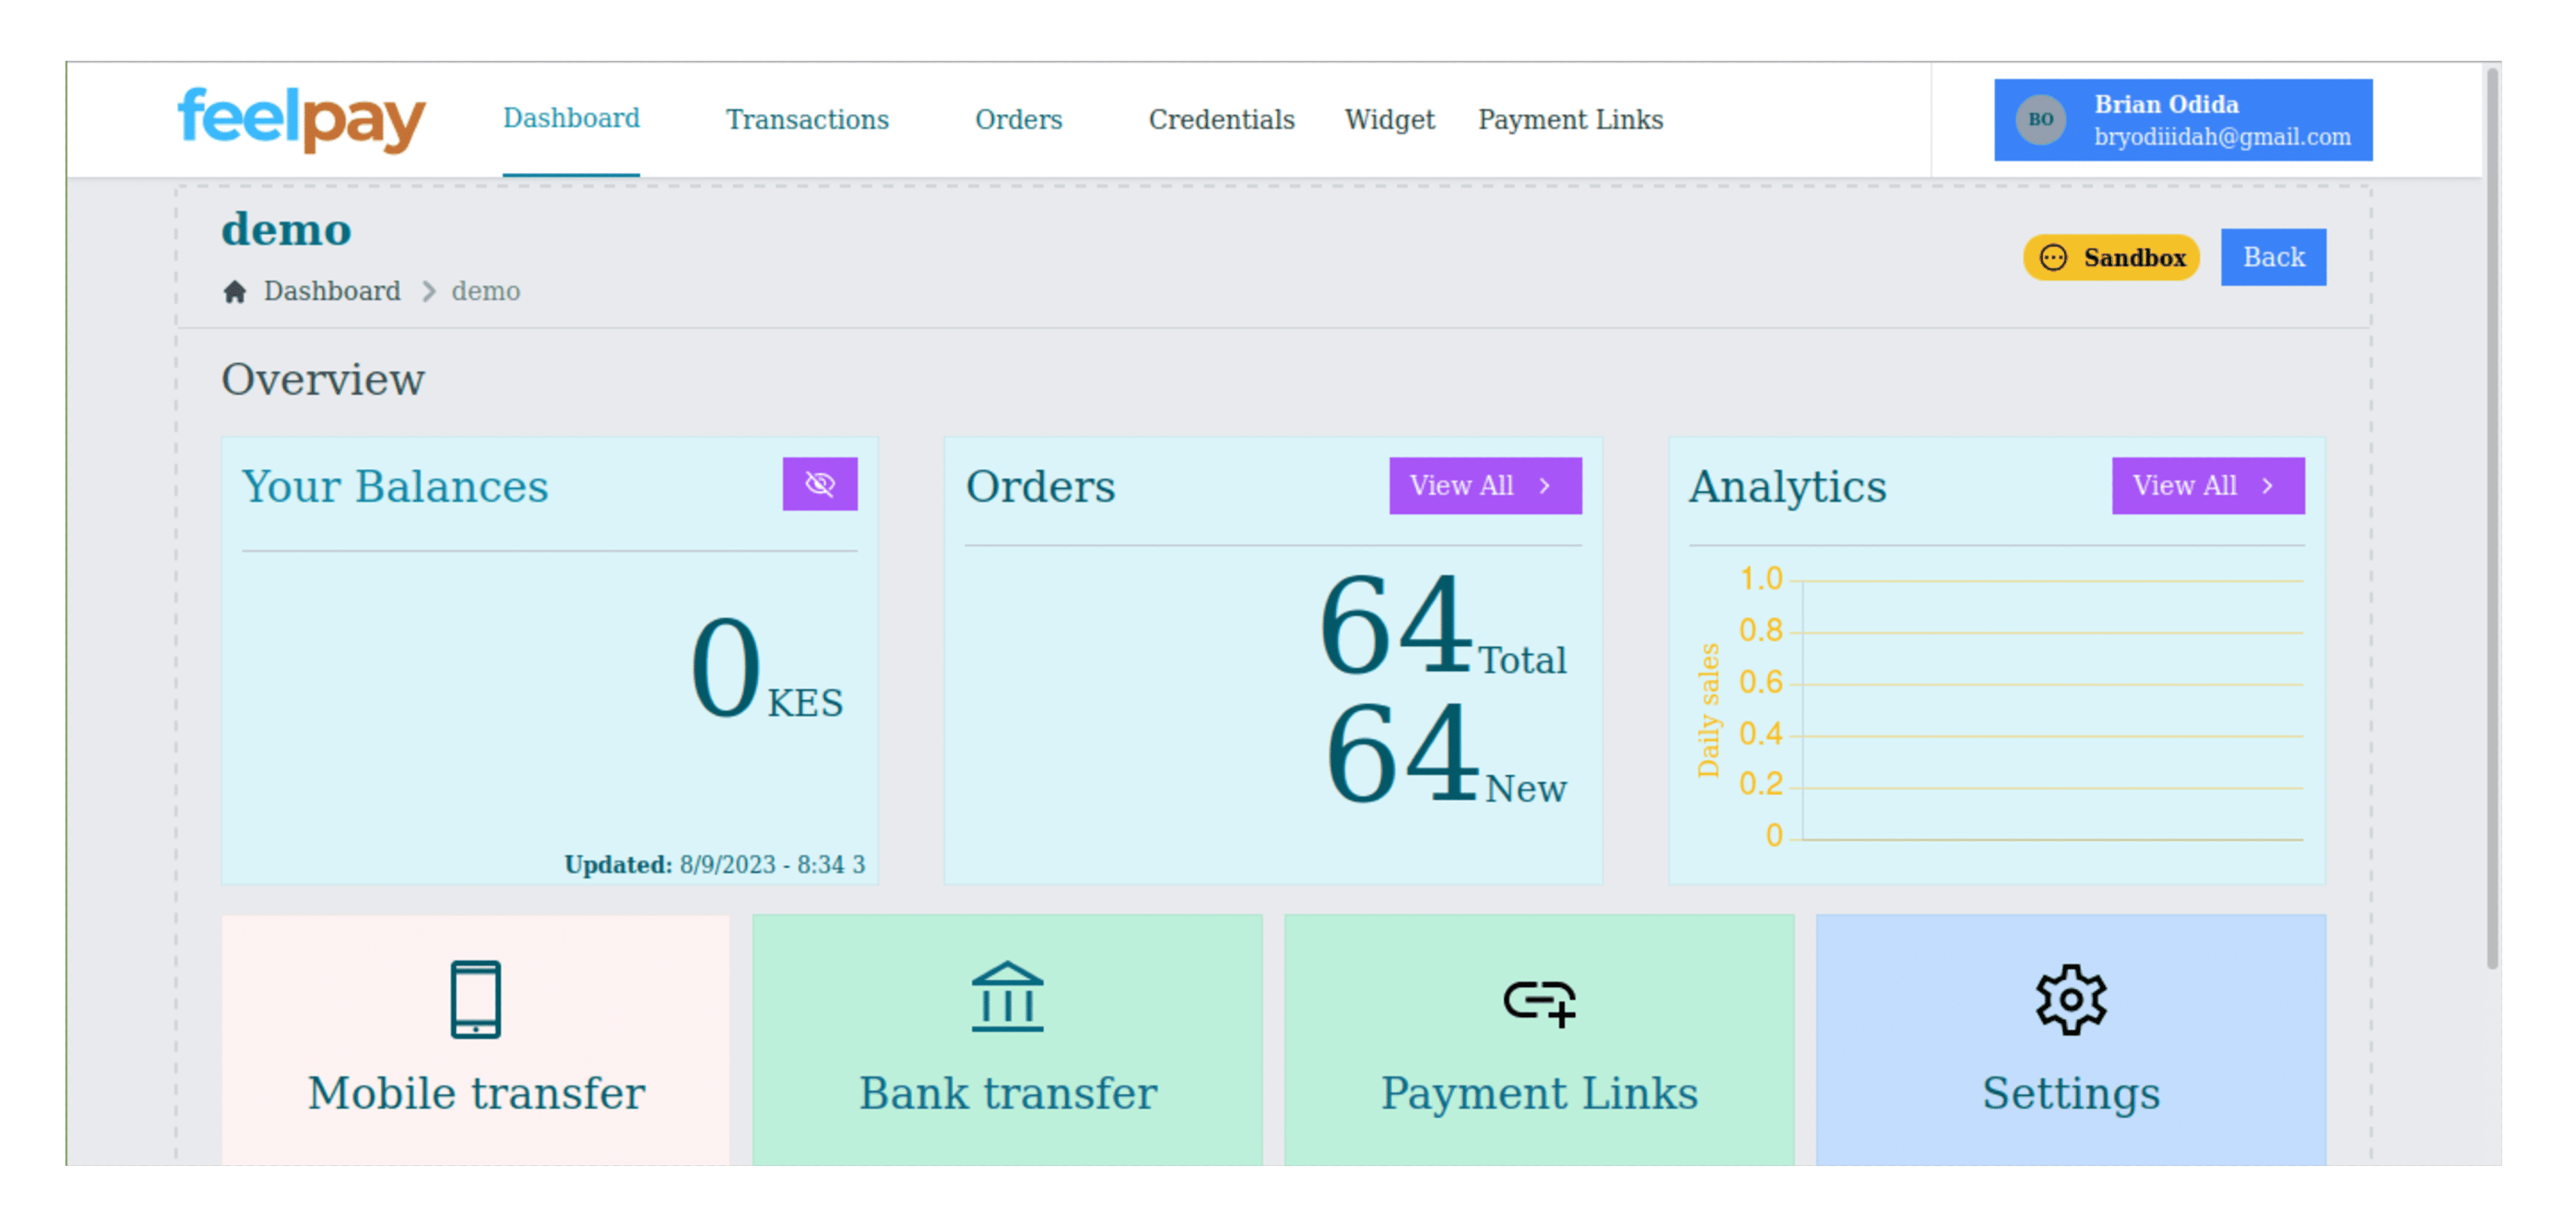 feelpay Dashboard Transactions Orders Credentials Widget Payment Links
BO Brian Odida
bryodiiidah@gmail.com
demo
Dashboard demo
Sandbox Back
Overview
Your Balances
0 KES
Updated: 8/9/2023 - 8:34 3
Orders View All
64 Total
64 New
Analytics View All
Daily sales
1.0
0.8
0.6
0.4
0.2
0
Mobile transfer
Bank transfer
Payment Links
Settings